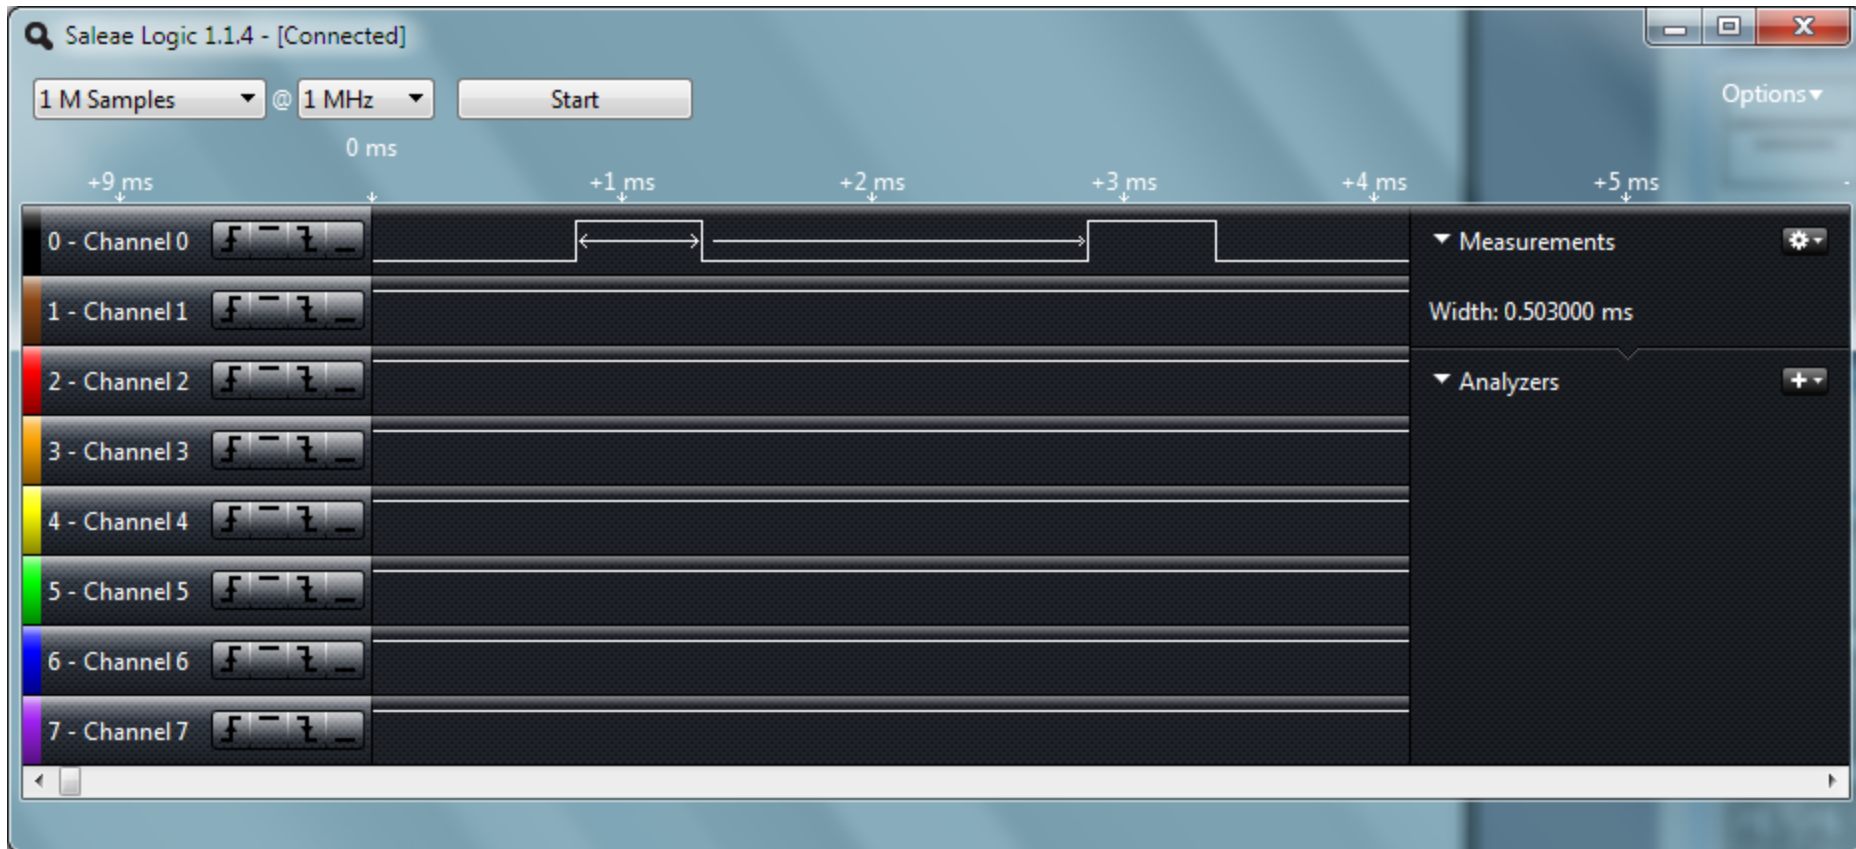 Saleae Logic 1.1.4 - [Connected]
1 M Samples @ 1 MHz Start Options
0 ms
+9 ms +1 ms +2 ms +3 ms +4 ms +5 ms
0 - Channel 0 Measurements
1 - Channel 1 Width: 0.503000 ms
2 - Channel 2 Analyzers
3 - Channel 3
4 - Channel 4
5 - Channel 5
6 - Channel 6
7 - Channel 7